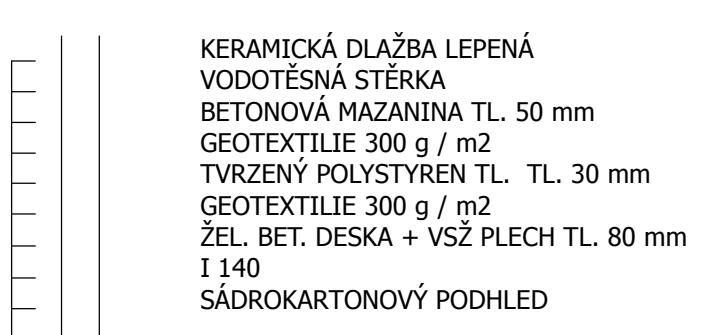 KERAMICKÁ DLAŽBA LEPENÁ
VODOTĚSNÁ STĚRKA
BETONOVÁ MAZANINA TL. 50 mm
GEOTEXTILIE 300 g / m2
TVRZENÝ POLYSTYREN TL. TL. 30 mm
GEOTEXTILIE 300 g / m2
ŽEL. BET. DESKA + VSŽ PLECH TL. 80 mm
I 140
SÁDROKARTONOVÝ PODHLED